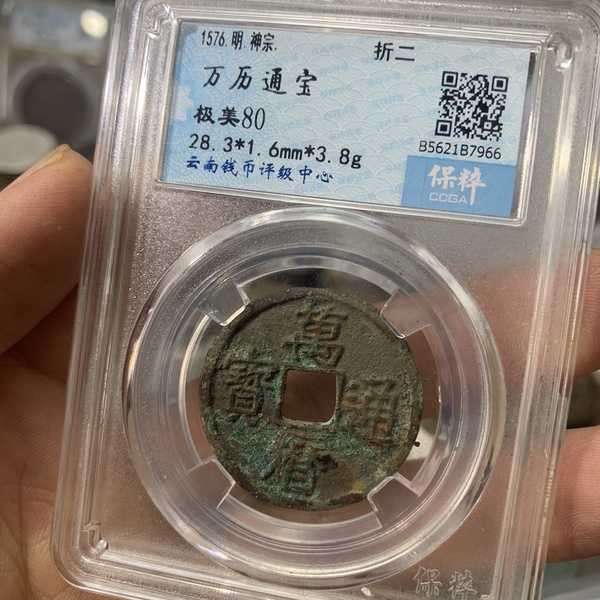 1576.明.神宗.
折二
万历通宝
极美80
28.3*1.6mm*3.8g
云南钱币评级中心
B5621B7966
保粹
CGGA
萬
寶
通
曆
保粹